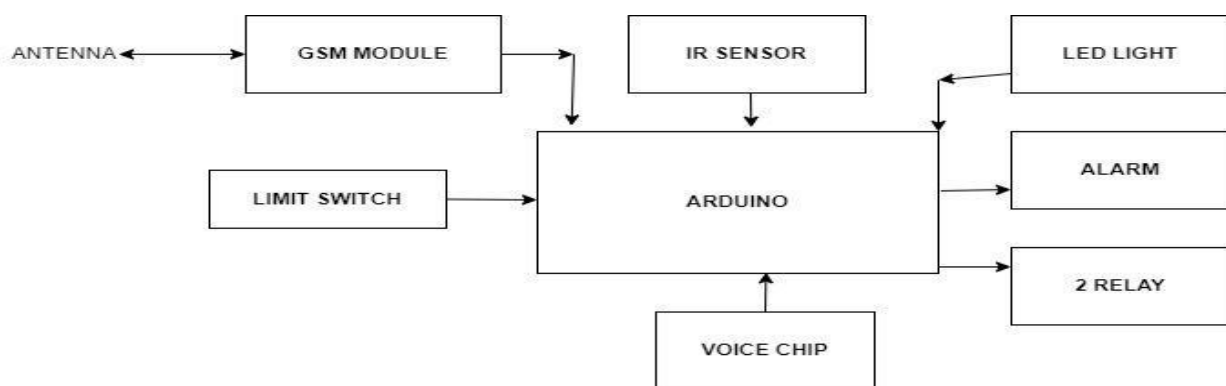 ANTENNA
GSM MODULE
IR SENSOR
LED LIGHT
LIMIT SWITCH
ARDUINO
ALARM
2 RELAY
VOICE CHIP